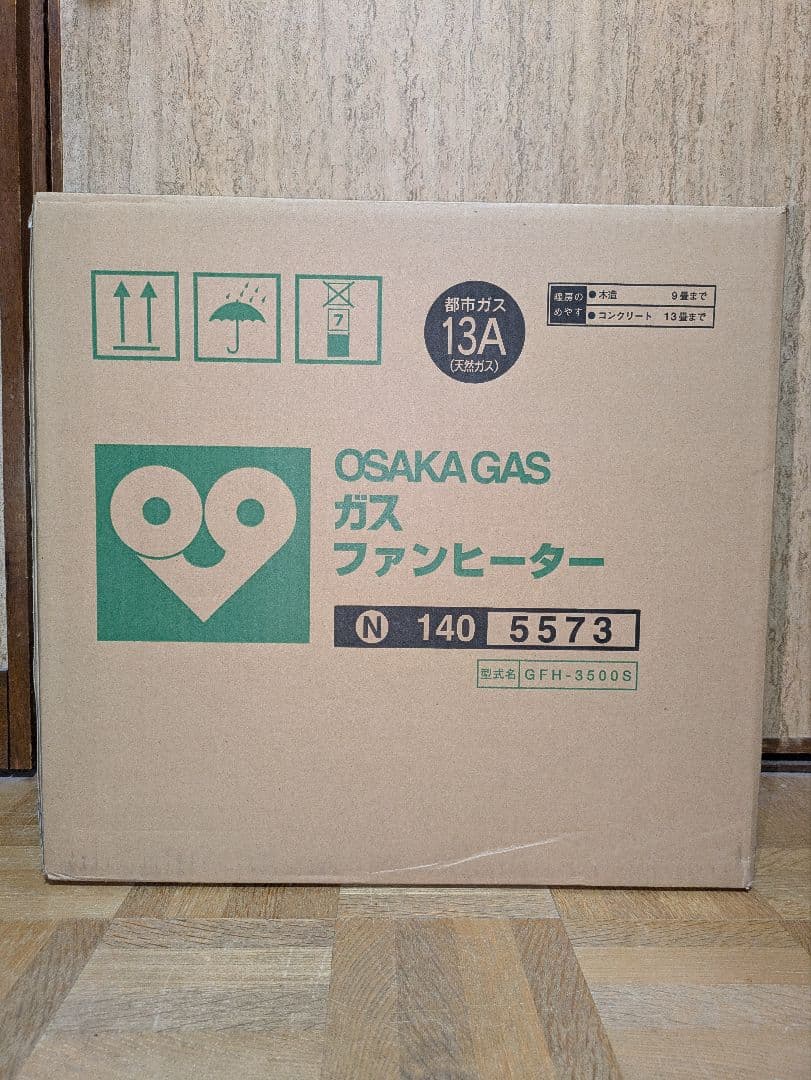 7
都市ガス
13A
(天然ガス)
暖房の
めやす
●木造 9畳まで
●コンクリート 13畳まで
OSAKA GAS
ガス
ファンヒーター
N 140 5573
型式名 GFH-3500S